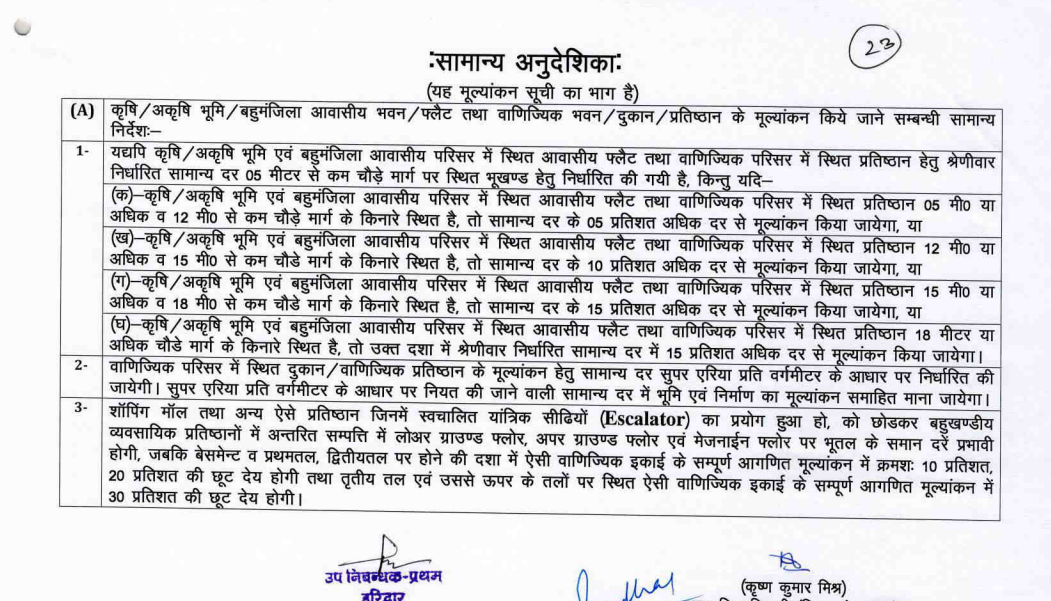 23
:सामान्य अनुदेशिका:
(यह मूल्यांकन सूची का भाग है)
(A) कृषि/अकृषि भूमि/बहुमंजिला आवासीय भवन/फ्लैट तथा वाणिज्यिक भवन/दुकान/प्रतिष्ठान के मूल्यांकन किये जाने सम्बन्धी सामान्य
निर्देशः–
1- यद्यपि कृषि/अकृषि भूमि एवं बहुमंजिला आवासीय परिसर में स्थित आवासीय फ्लैट तथा वाणिज्यिक परिसर में स्थित प्रतिष्ठान हेतु श्रेणीवार
निर्धारित सामान्य दर 05 मीटर से कम चौड़े मार्ग पर स्थित भूखण्ड हेतु निर्धारित की गयी है, किन्तु यदि–
(क)–कृषि/अकृषि भूमि एवं बहुमंजिला आवासीय परिसर में स्थित आवासीय फ्लैट तथा वाणिज्यिक परिसर में स्थित प्रतिष्ठान 05 मी0 या
अधिक व 12 मी0 से कम चौड़े मार्ग के किनारे स्थित है, तो सामान्य दर के 05 प्रतिशत अधिक दर से मूल्यांकन किया जायेगा, या
(ख)–कृषि/अकृषि भूमि एवं बहुमंजिला आवासीय परिसर में स्थित आवासीय फ्लैट तथा वाणिज्यिक परिसर में स्थित प्रतिष्ठान 12 मी0 या
अधिक व 15 मी0 से कम चौड़े मार्ग के किनारे स्थित है, तो सामान्य दर के 10 प्रतिशत अधिक दर से मूल्यांकन किया जायेगा, या
(ग)–कृषि/अकृषि भूमि एवं बहुमंजिला आवासीय परिसर में स्थित आवासीय फ्लैट तथा वाणिज्यिक परिसर में स्थित प्रतिष्ठान 15 मी0 या
अधिक व 18 मी0 से कम चौडे मार्ग के किनारे स्थित है, तो सामान्य दर के 15 प्रतिशत अधिक दर से मूल्यांकन किया जायेगा, या
(घ)–कृषि/अकृषि भूमि एवं बहुमंजिला आवासीय परिसर में स्थित आवासीय फ्लैट तथा वाणिज्यिक परिसर में स्थित प्रतिष्ठान 18 मीटर या
अधिक चौडे मार्ग के किनारे स्थित है, तो उक्त दशा में श्रेणीवार निर्धारित सामान्य दर में 15 प्रतिशत अधिक दर से मूल्यांकन किया जायेगा।
2- वाणिज्यिक परिसर में स्थित दुकान/वाणिज्यिक प्रतिष्ठान के मूल्यांकन हेतु सामान्य दर सुपर एरिया प्रति वर्गमीटर के आधार पर निर्धारित की
जायेगी। सुपर एरिया प्रति वर्गमीटर के आधार पर नियत की जाने वाली सामान्य दर में भूमि एवं निर्माण का मूल्यांकन समाहित माना जायेगा।
3- शॉपिंग मॉल तथा अन्य ऐसे प्रतिष्ठान जिनमें स्वचालित यांत्रिक सीढियों (Escalator) का प्रयोग हुआ हो, को छोडकर बहुखण्डीय
व्यवसायिक प्रतिष्ठानों में अन्तरित सम्पत्ति में लोअर ग्राउण्ड फ्लोर, अपर ग्राउण्ड फ्लोर एवं मेजनाईन फ्लोर पर भूतल के समान दरें प्रभावी
होगी, जबकि बेसमेन्ट व प्रथमतल, द्वितीयतल पर होने की दशा में ऐसी वाणिज्यिक इकाई के सम्पूर्ण आगणित मूल्यांकन में क्रमशः 10 प्रतिशत,
20 प्रतिशत की छूट देय होगी तथा तृतीय तल एवं उससे ऊपर के तलों पर स्थित ऐसी वाणिज्यिक इकाई के सम्पूर्ण आगणित मूल्यांकन में
30 प्रतिशत की छूट देय होगी।
उप निबन्धक-प्रथम
हरिद्वार
(कृष्ण कुमार मिश्र)